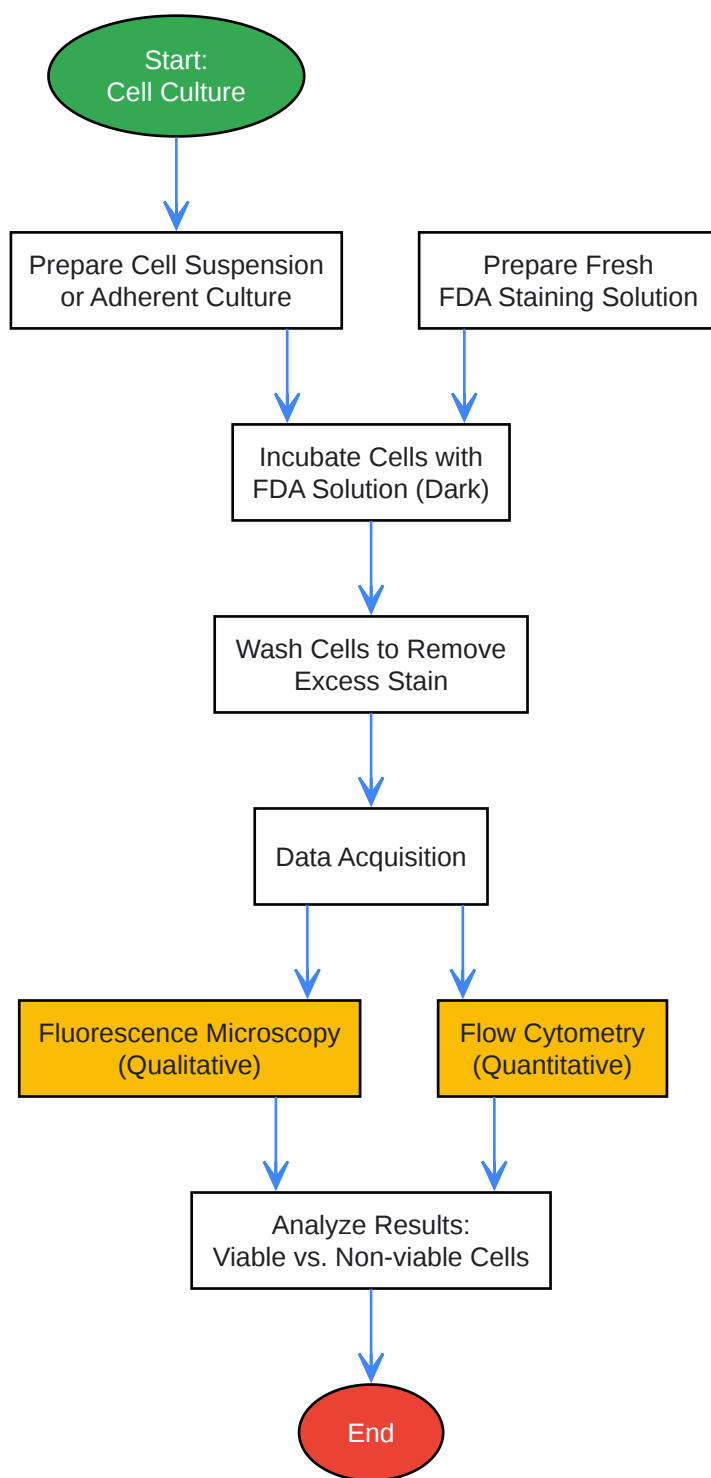 Start:
Cell Culture
Prepare Cell Suspension
or Adherent Culture
Prepare Fresh
FDA Staining Solution
Incubate Cells with
FDA Solution (Dark)
Wash Cells to Remove
Excess Stain
Data Acquisition
Fluorescence Microscopy
(Qualitative)
Flow Cytometry
(Quantitative)
Analyze Results:
Viable vs. Non-viable Cells
End